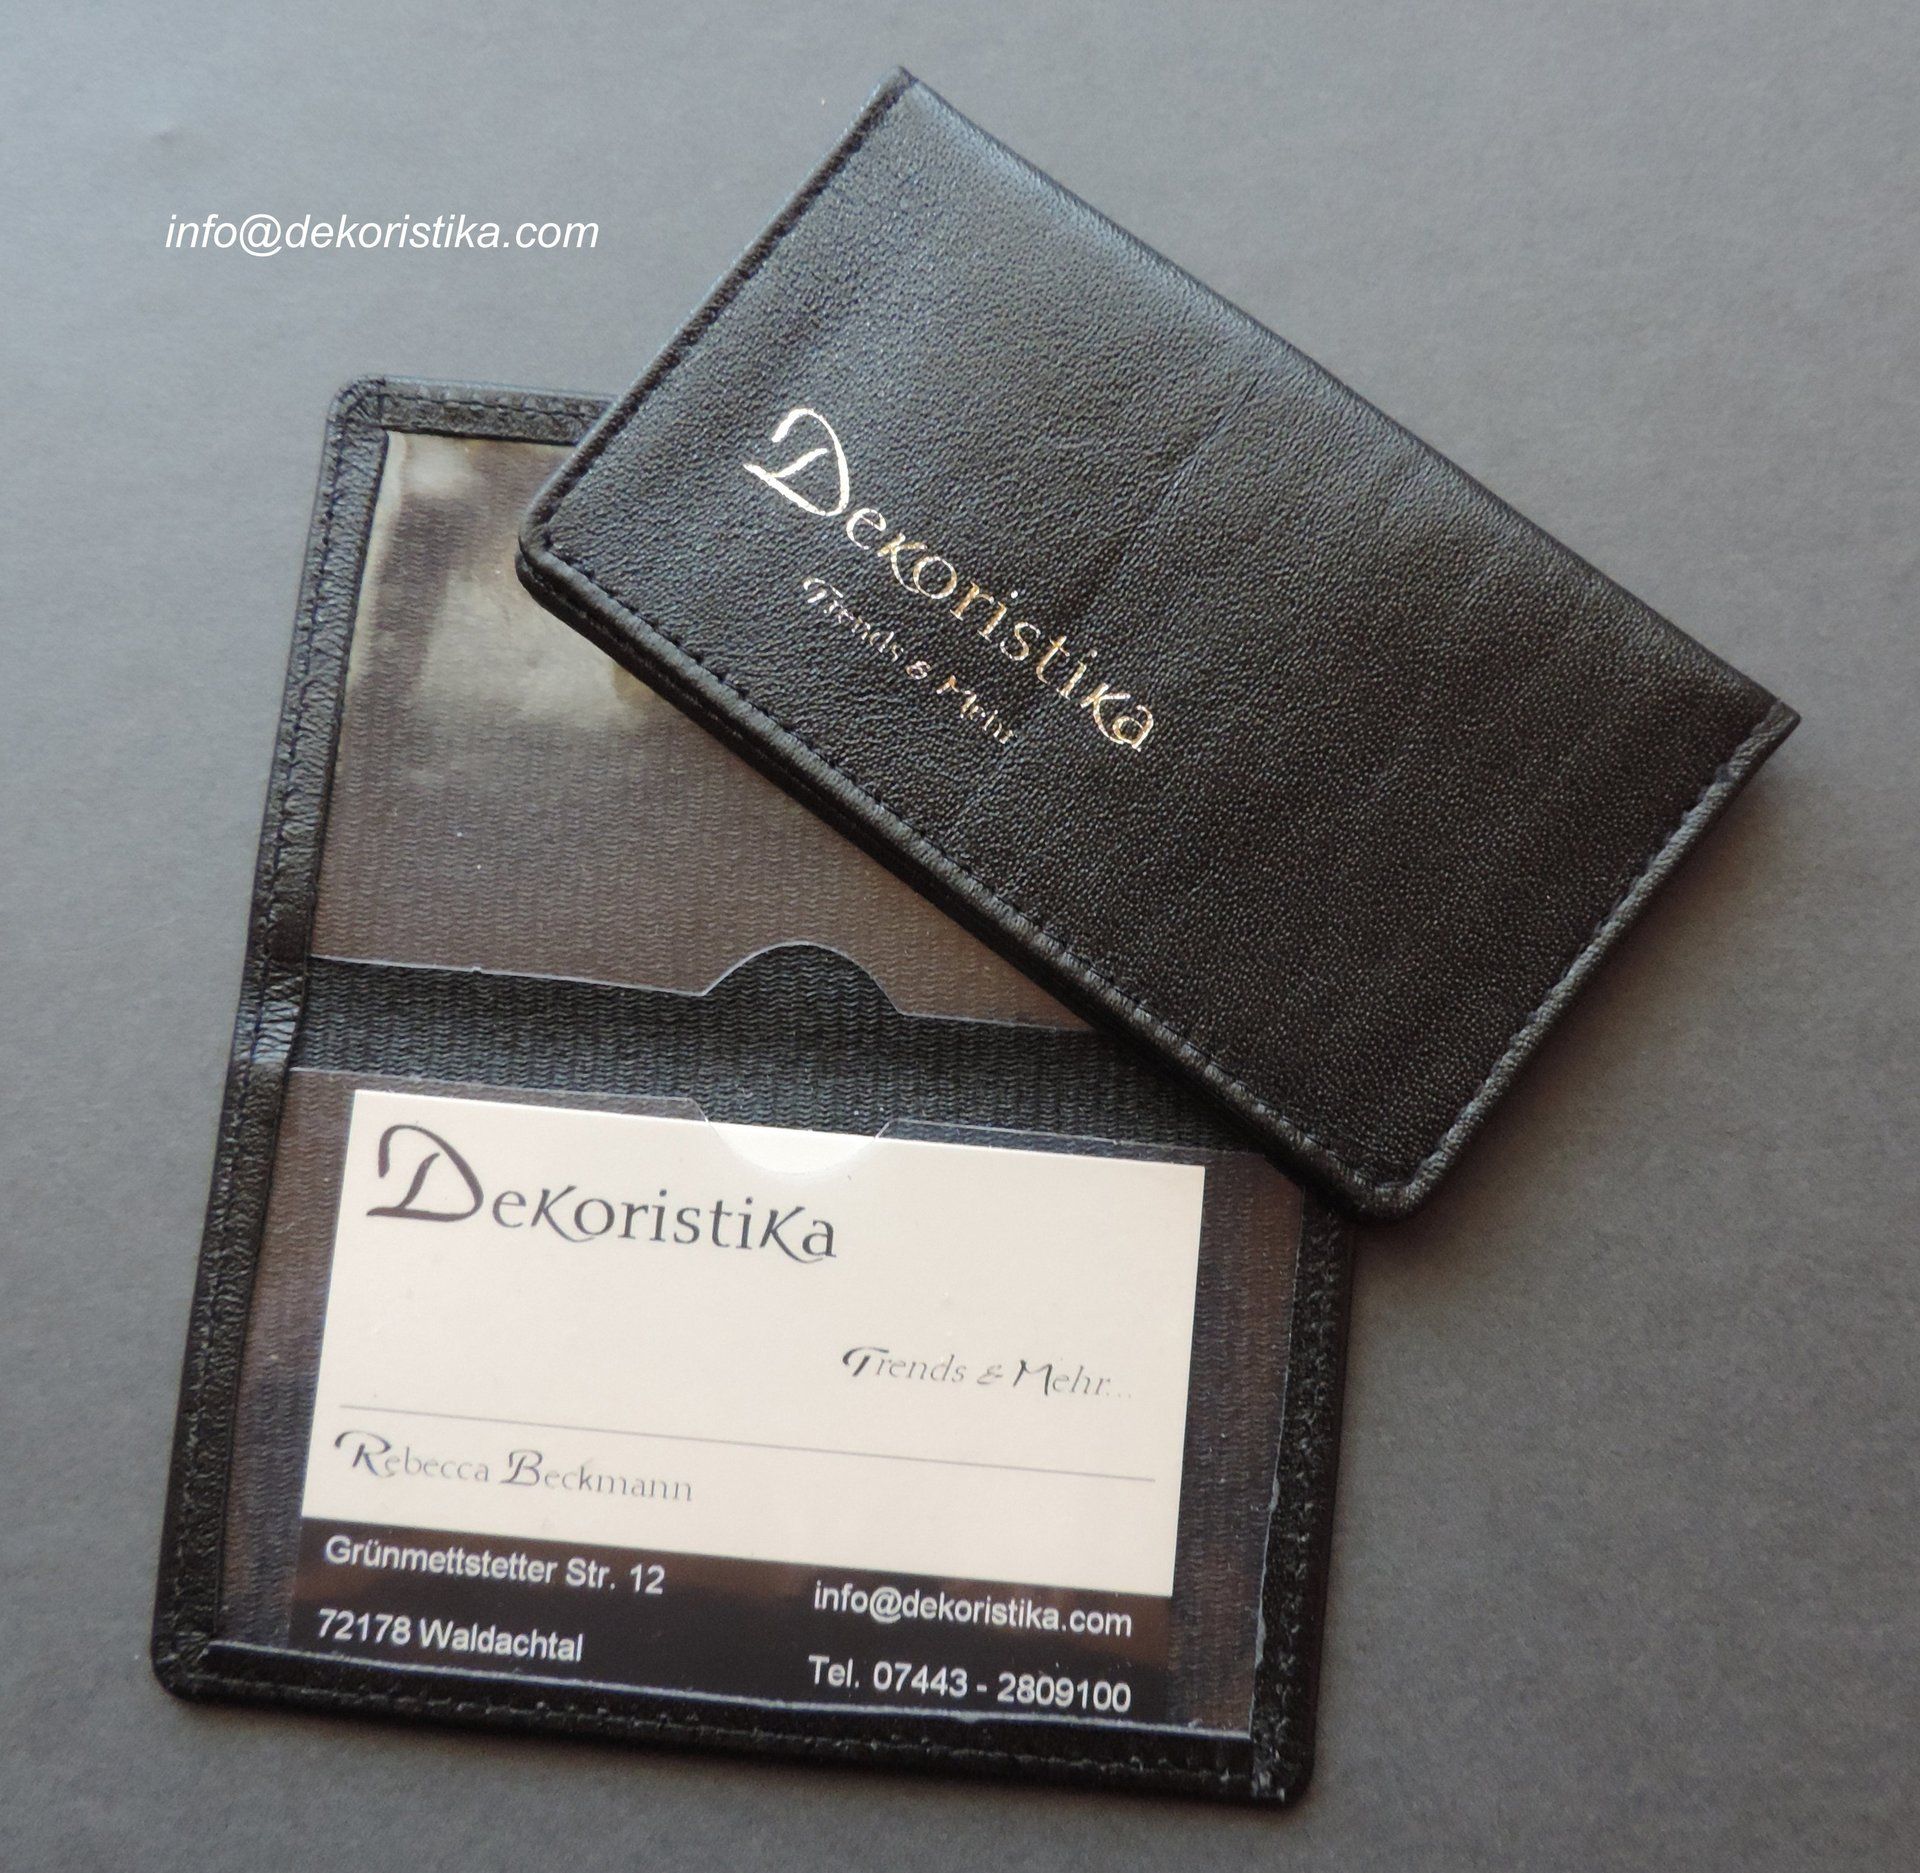 info@dekoristika.com
Dekoristika
Trends & Mehr
Dekoristika
Trends & Mehr...
Rebecca Beckmann
Grünmettstetter Str. 12
72178 Waldachtal
info@dekoristika.com
Tel. 07443 - 2809100